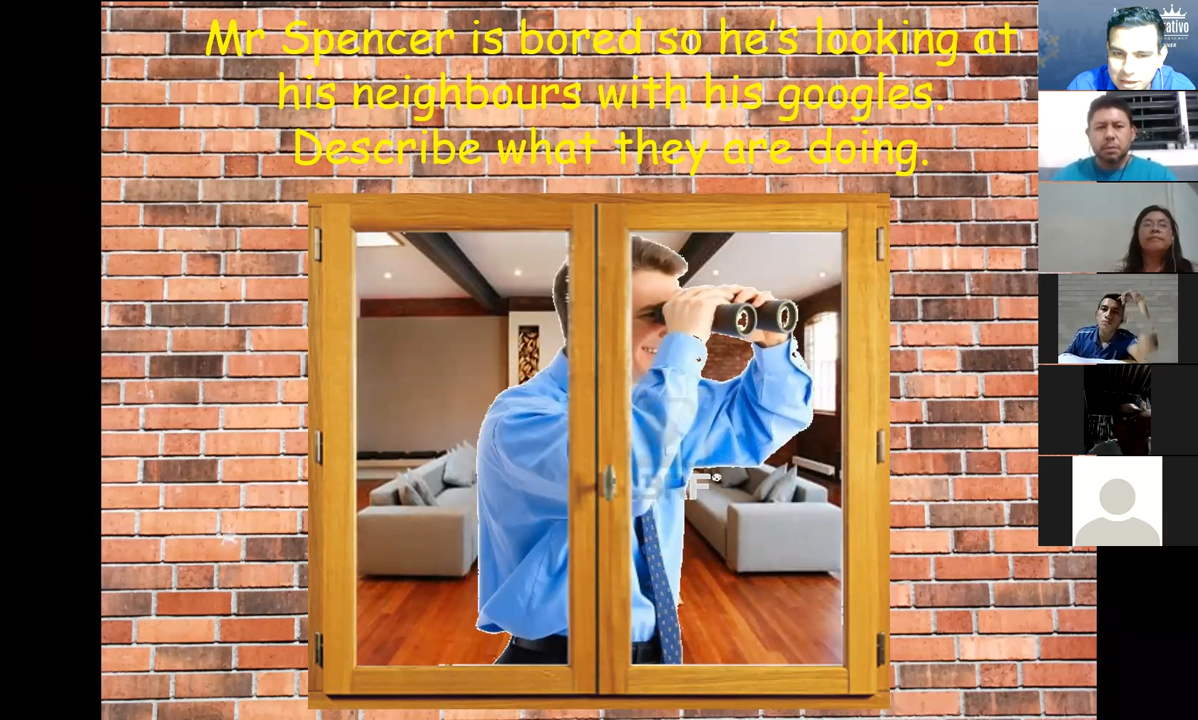 Mr Spencer is bored so he's looking at
his neighbours with his googles.
Describe what they are doing.